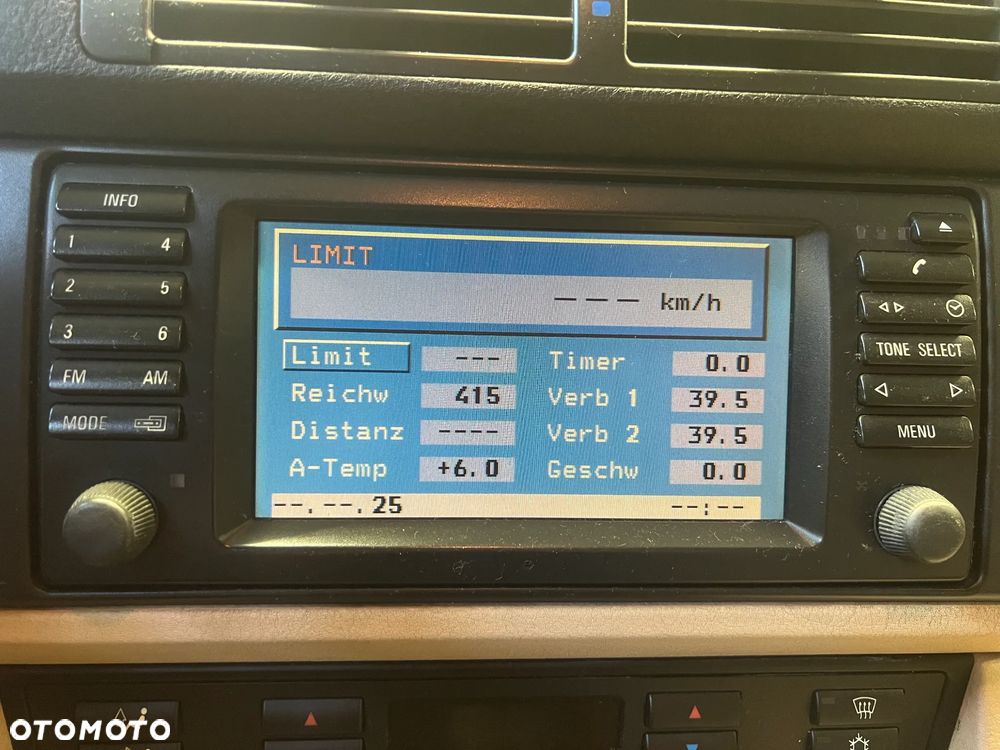 INFO
1 4
2 5
3 6
FM AM
MODE
LIMIT
--- km/h
Limit ---
Timer 0.0
Reichw 415
Verb 1 39.5
Distanz ----
Verb 2 39.5
A-Temp +6.0
Geschw 0.0
--.--.25 --:--
TONE SELECT
MENU
OTOMOTO